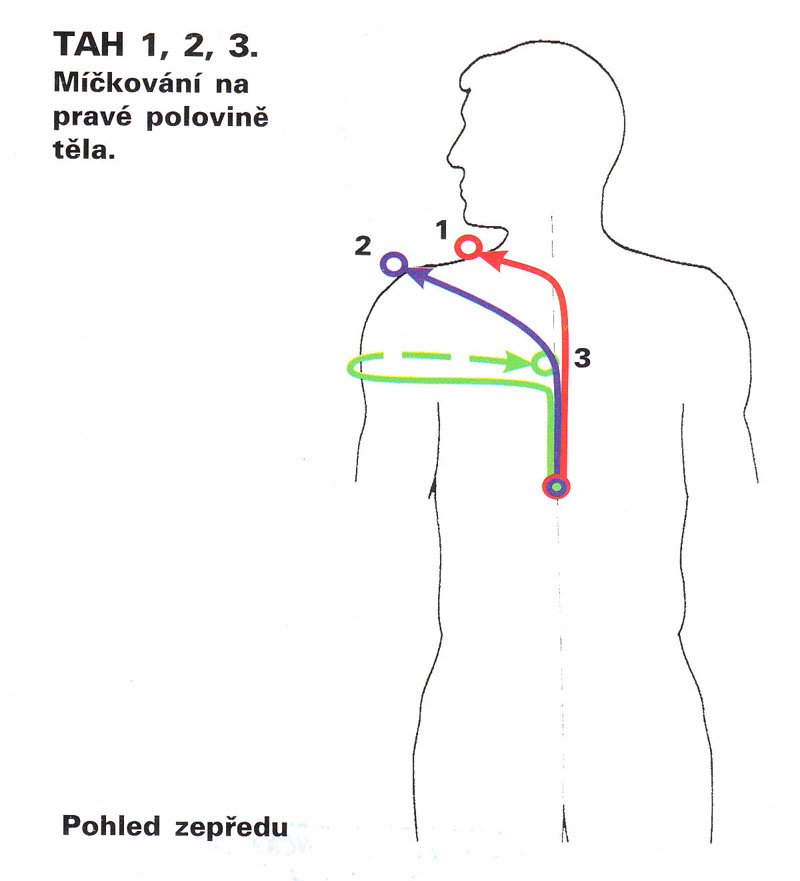 TAH 1, 2, 3.
Míčkování na
pravé polovině
těla.
1
2
3
Pohled zepředu